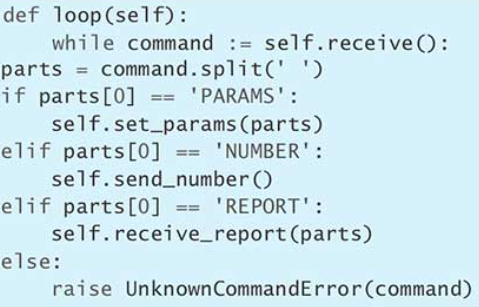 def loop(self):
    while command := self.receive():
parts = command.split(' ')
if parts[0] == 'PARAMS':
    self.set_params(parts)
elif parts[0] == 'NUMBER':
    self.send_number()
elif parts[0] == 'REPORT':
    self.receive_report(parts)
else:
    raise UnknownCommandError(command)